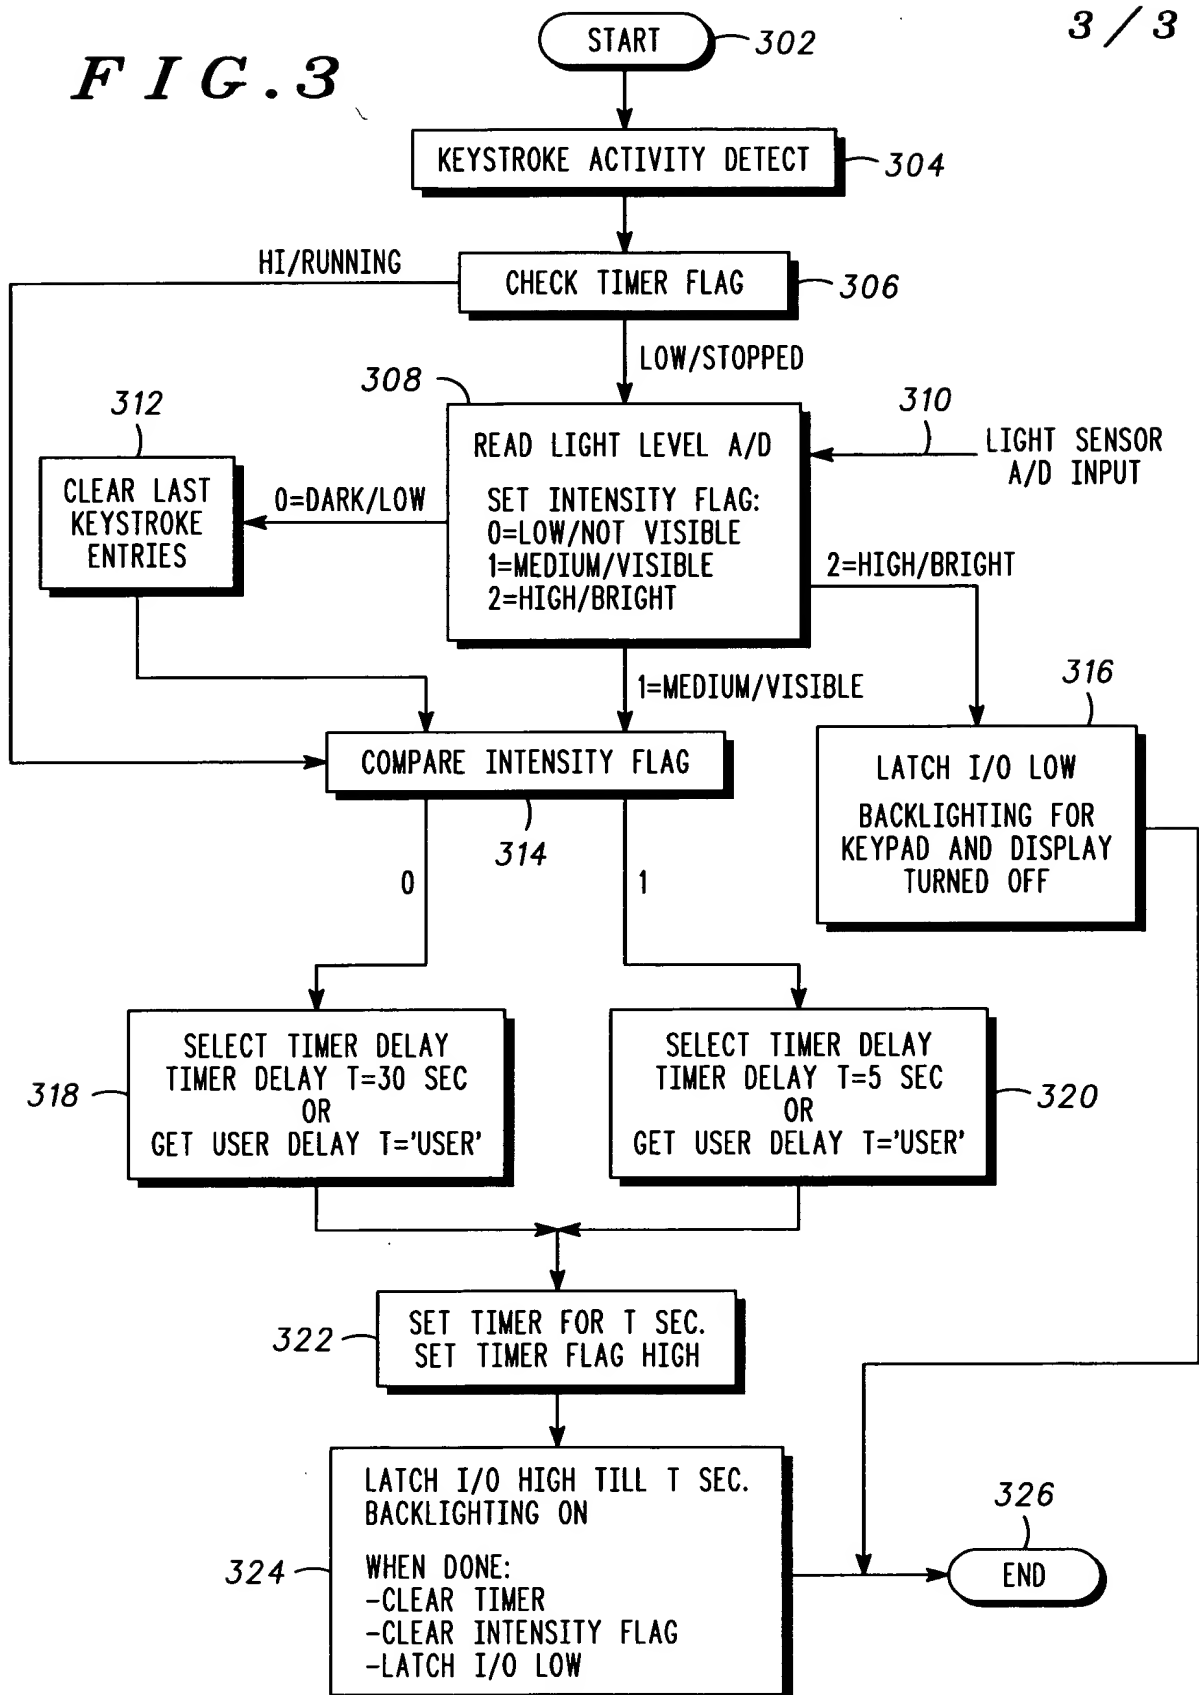 3/3
FIG.3
START
302
KEYSTROKE ACTIVITY DETECT
304
HI/RUNNING
CHECK TIMER FLAG
306
LOW/STOPPED
308
312
310
READ LIGHT LEVEL A/D
SET INTENSITY FLAG:
0=LOW/NOT VISIBLE
1=MEDIUM/VISIBLE
2=HIGH/BRIGHT
LIGHT SENSOR
A/D INPUT
CLEAR LAST
KEYSTROKE
ENTRIES
0=DARK/LOW
2=HIGH/BRIGHT
1=MEDIUM/VISIBLE
316
COMPARE INTENSITY FLAG
314
LATCH I/O LOW
BACKLIGHTING FOR
KEYPAD AND DISPLAY
TURNED OFF
0
1
SELECT TIMER DELAY
TIMER DELAY T=30 SEC
OR
GET USER DELAY T='USER'
318
SELECT TIMER DELAY
TIMER DELAY T=5 SEC
OR
GET USER DELAY T='USER'
320
SET TIMER FOR T SEC.
SET TIMER FLAG HIGH
322
LATCH I/O HIGH TILL T SEC.
BACKLIGHTING ON
WHEN DONE:
-CLEAR TIMER
-CLEAR INTENSITY FLAG
-LATCH I/O LOW
324
326
END